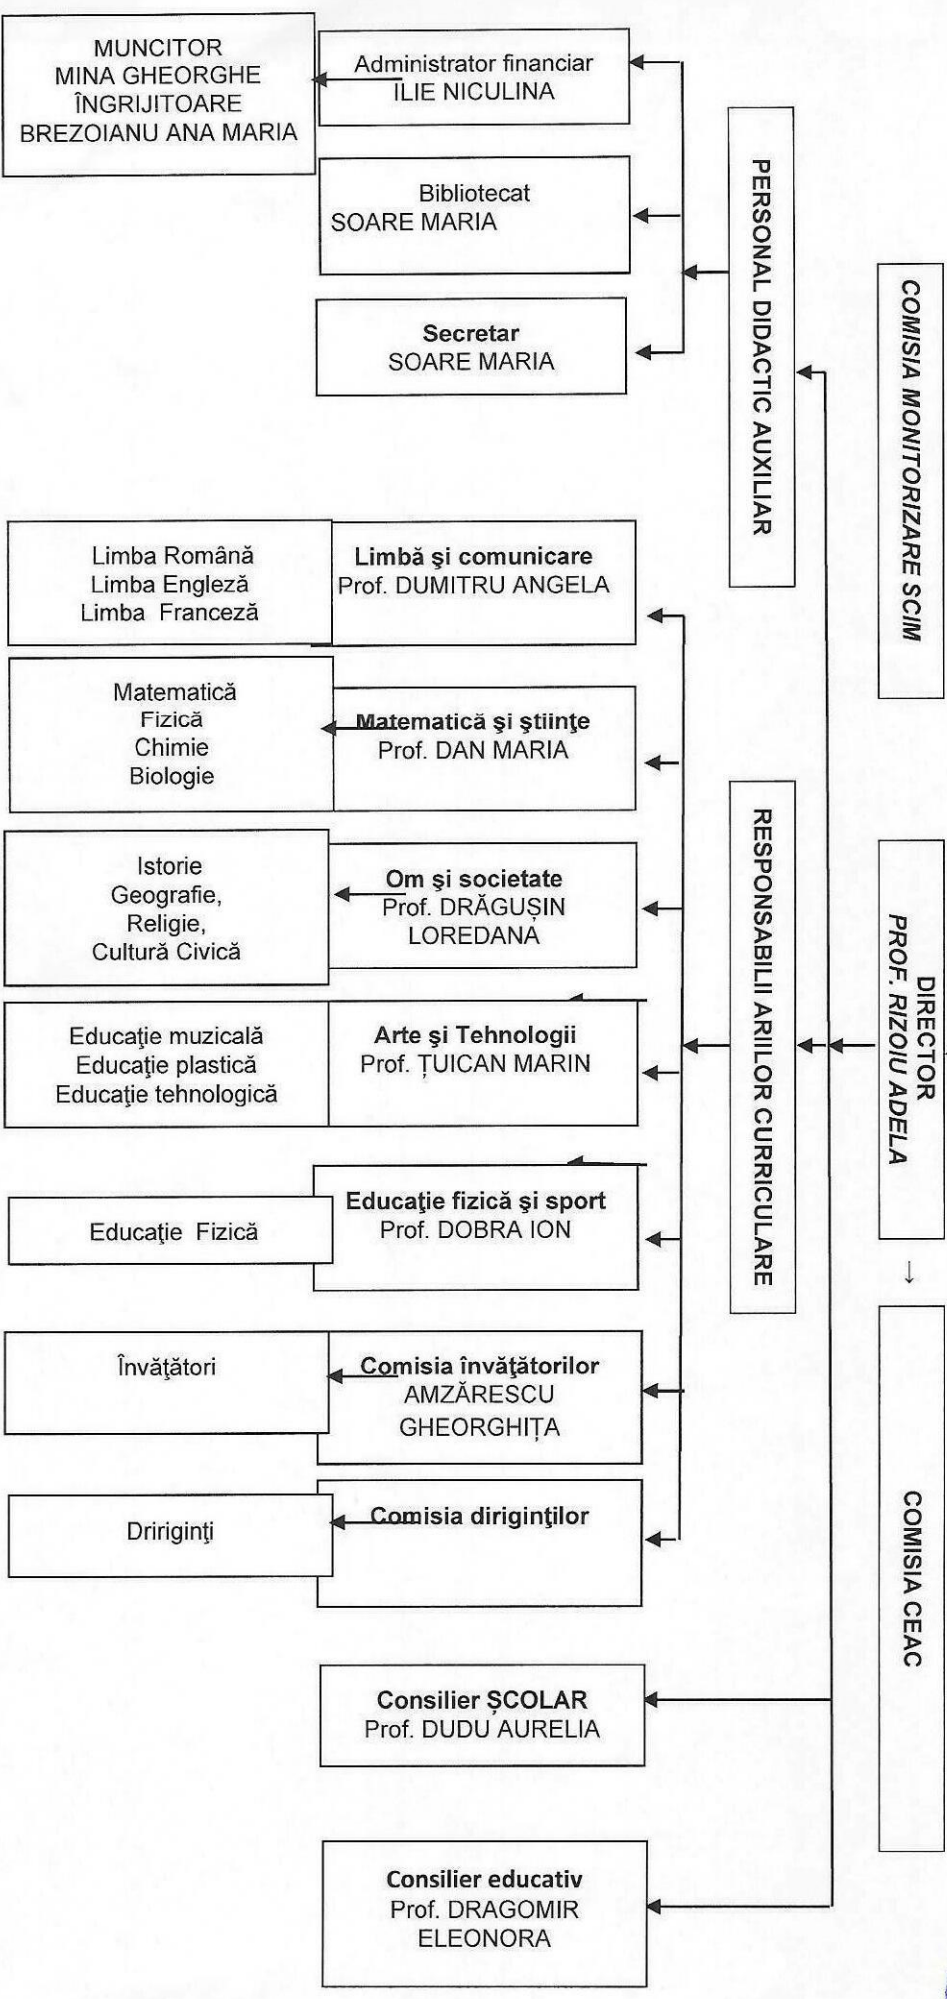 MUNCITOR
MINA GHEORGHE
ÎNGRIJITOARE
BREZOIANU ANA MARIA
Administrator financiar
ILIE NICULINA
Bibliotecat
SOARE MARIA
Secretar
SOARE MARIA
PERSONAL DIDACTIC AUXILIAR
COMISIA MONITORIZARE SCIM
Limba Română
Limba Engleză
Limba Franceză
Limbă şi comunicare
Prof. DUMITRU ANGELA
Matematică
Fizică
Chimie
Biologie
Matematică şi ştiinţe
Prof. DAN MARIA
Istorie
Geografie,
Religie,
Cultură Civică
Om şi societate
Prof. DRĂGUȘIN
LOREDANA
Educaţie muzicală
Educaţie plastică
Educaţie tehnologică
Arte şi Tehnologii
Prof. ȚUICAN MARIN
Educaţie Fizică
Educaţie fizică şi sport
Prof. DOBRA ION
RESPONSABILII ARIILOR CURRICULARE
DIRECTOR
PROF. RIZOIU ADELA
Învăţători
Comisia învăţătorilor
AMZĂRESCU
GHEORGHIȚA
Dririginţi
Comisia diriginţilor
COMISIA CEAC
Consilier ȘCOLAR
Prof. DUDU AURELIA
Consilier educativ
Prof. DRAGOMIR
ELEONORA